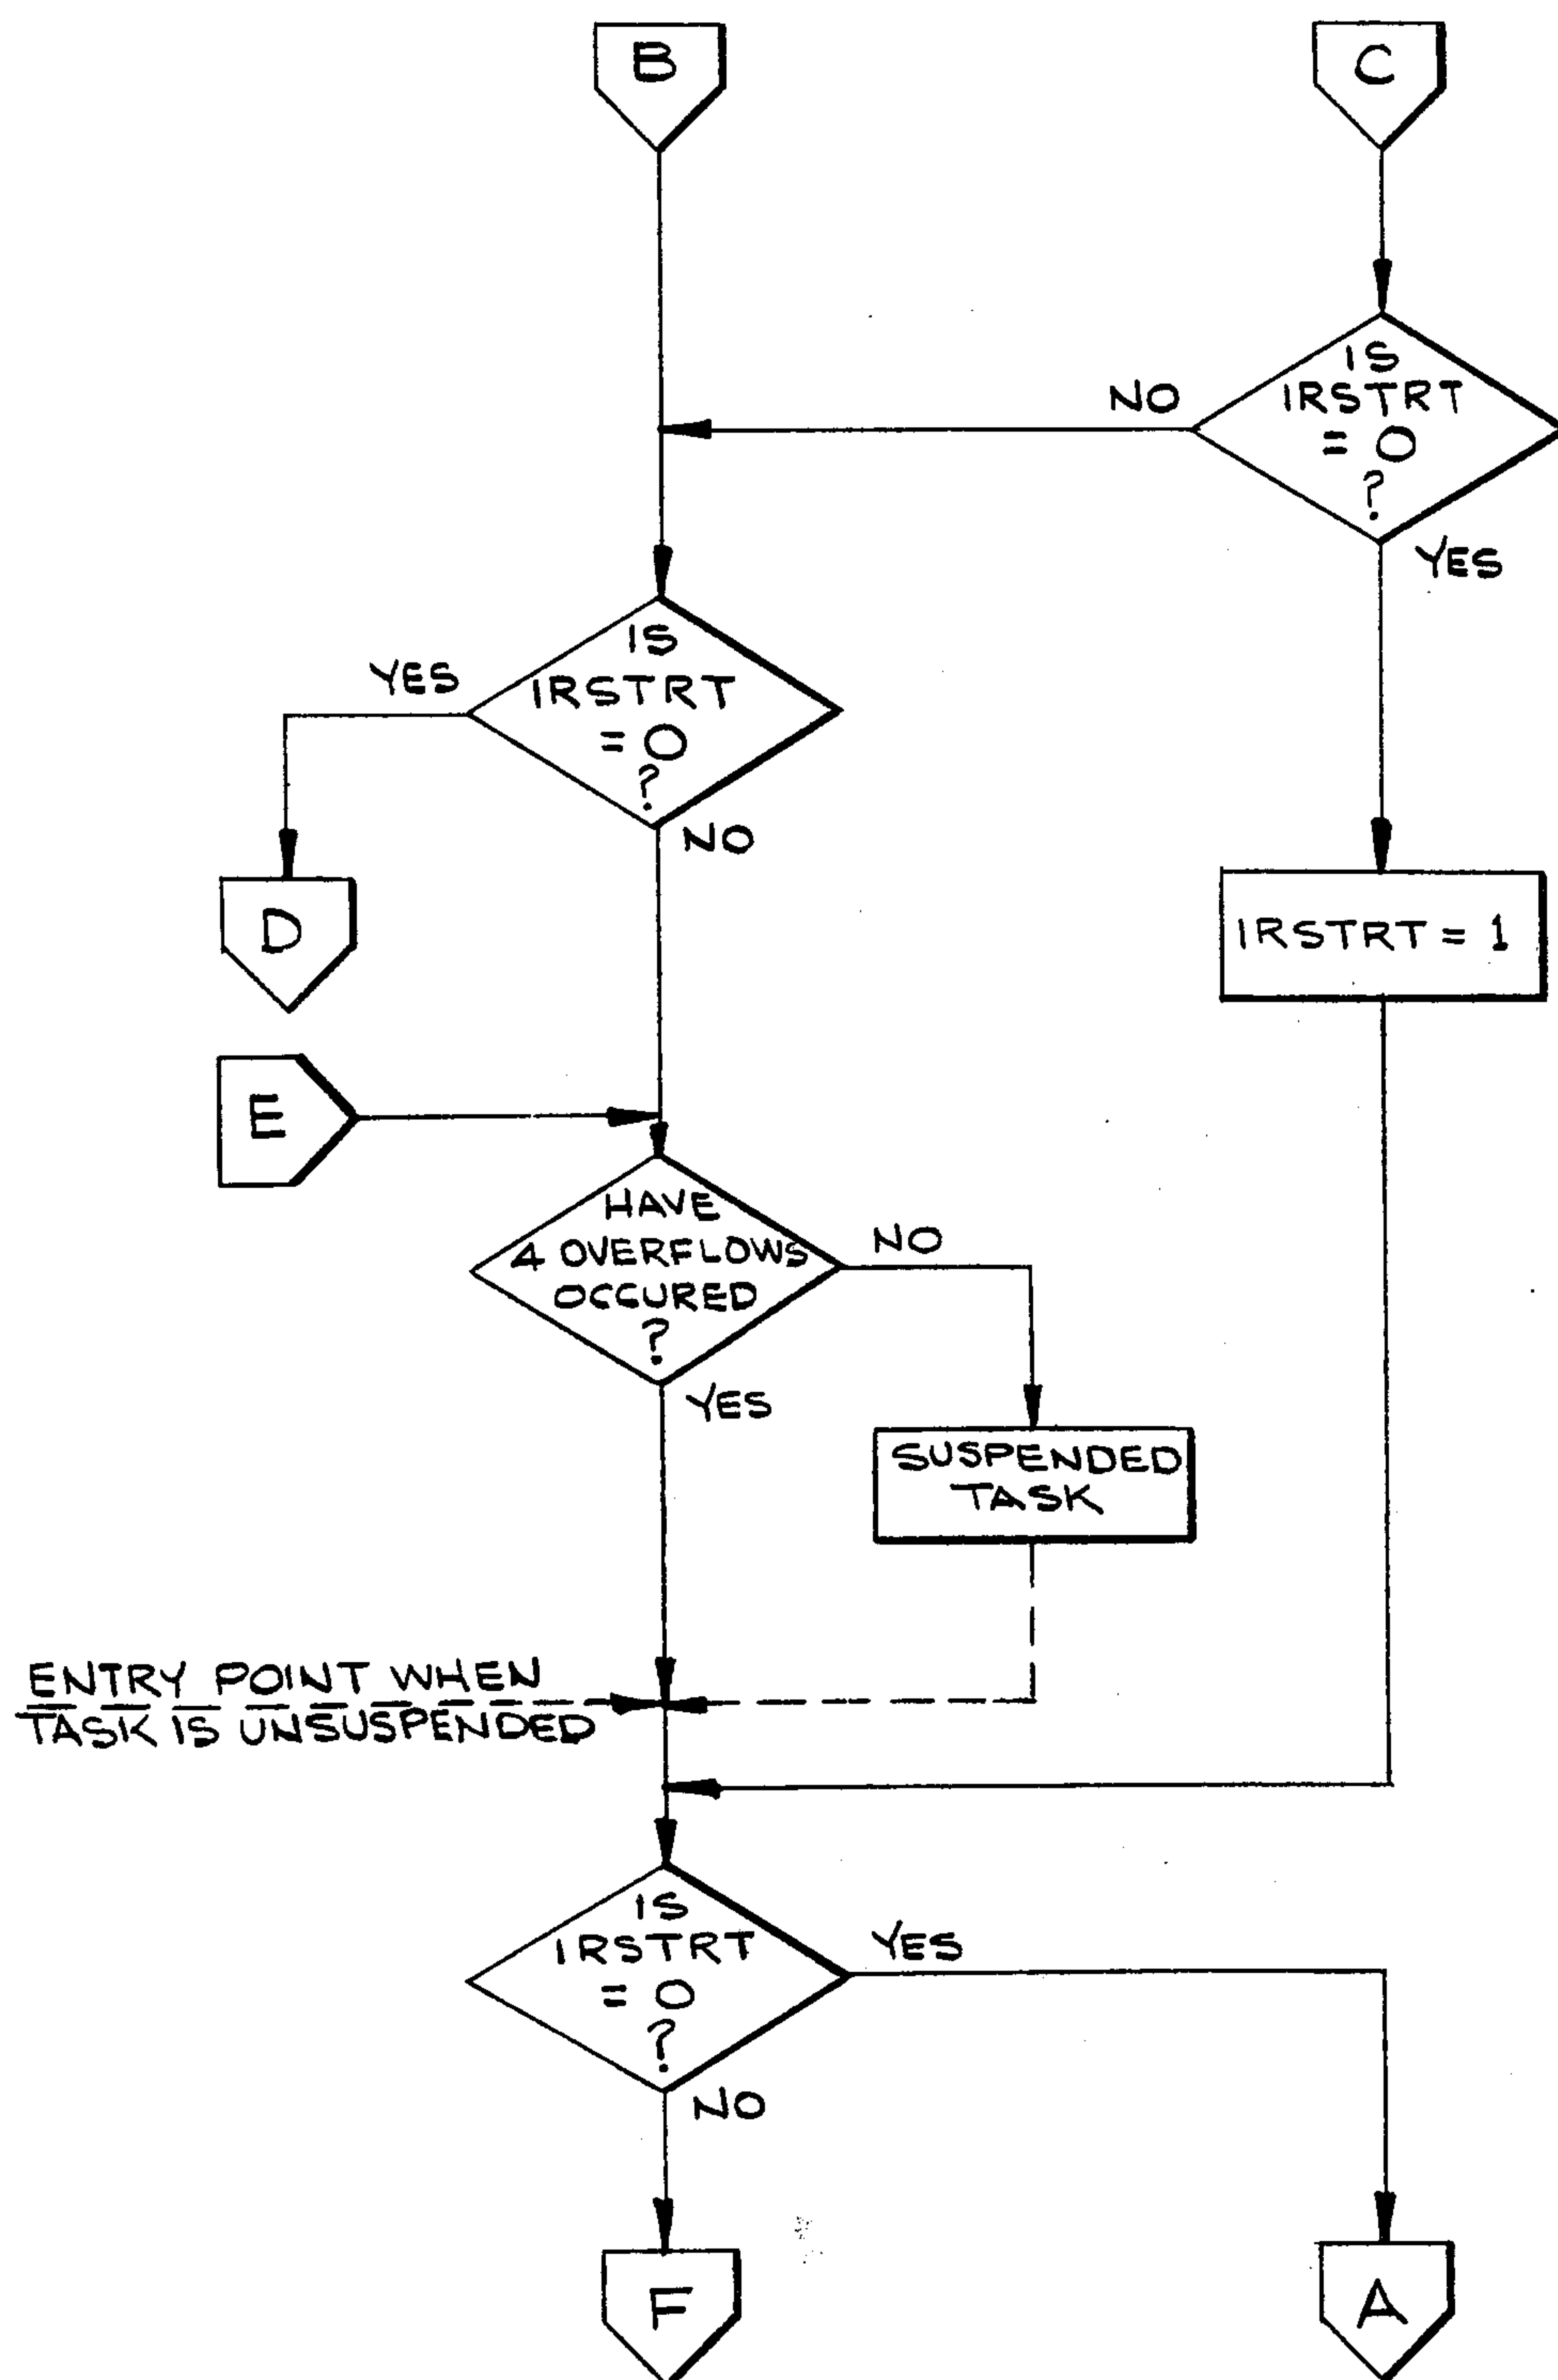 B
C
IS
IRSTRT
= 0
?
NO
YES
IS
IRSTRT
= 0
?
YES
NO
D
IRSTRT = 1
E
HAVE
4 OVERFLOWS
OCCURED
?
NO
YES
SUSPENDED
TASK
ENTRY POINT WHEN
TASK IS UNSUSPENDED
IS
IRSTRT
= 0
?
YES
NO
F
A